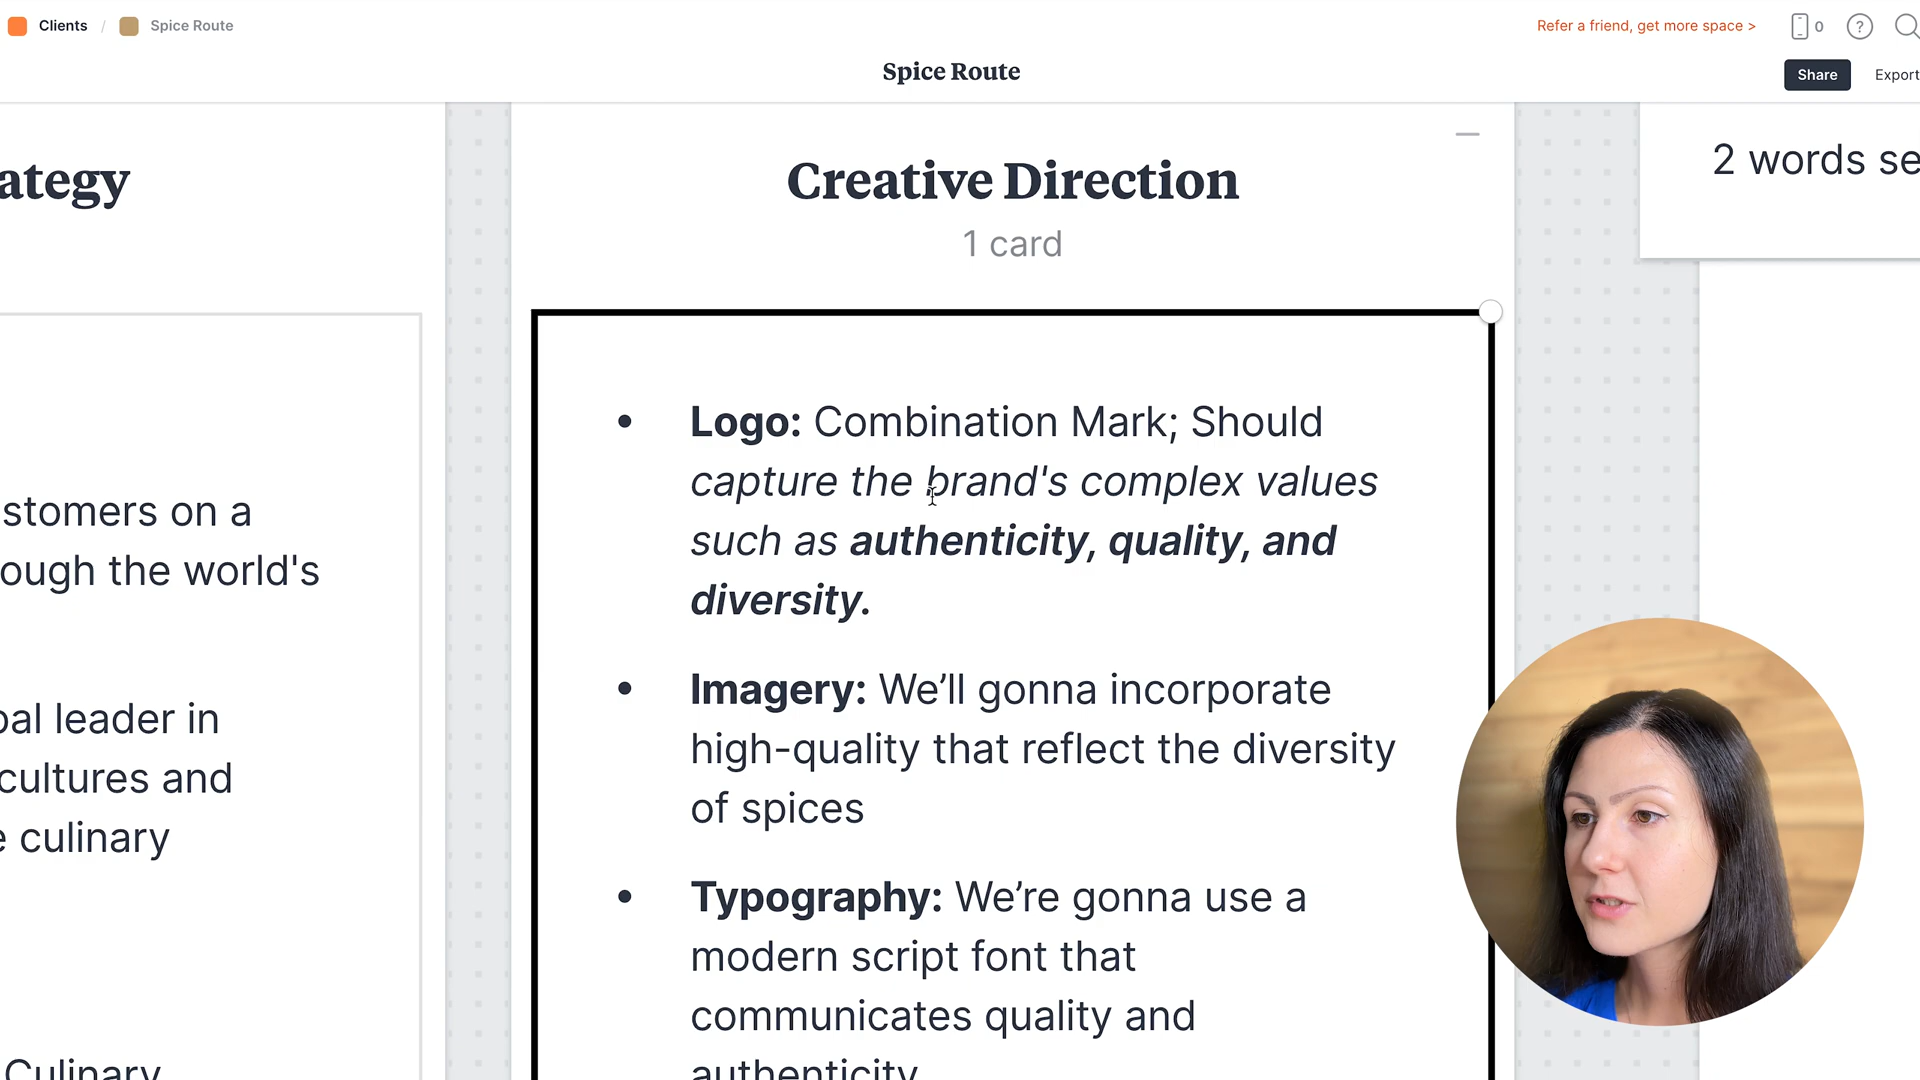 Clients / Spice Route
Refer a friend, get more space >
0
?
Spice Route
Share
Export
ategy
stomers on a
ough the world's
al leader in
cultures and
culinary
Culinary
Creative Direction
1 card
• Logo: Combination Mark; Should
capture the brand's complex values
such as authenticity, quality, and
diversity.
• Imagery: We’ll gonna incorporate
high-quality that reflect the diversity
of spices
• Typography: We’re gonna use a
modern script font that
communicates quality and
authenticity
2 words se